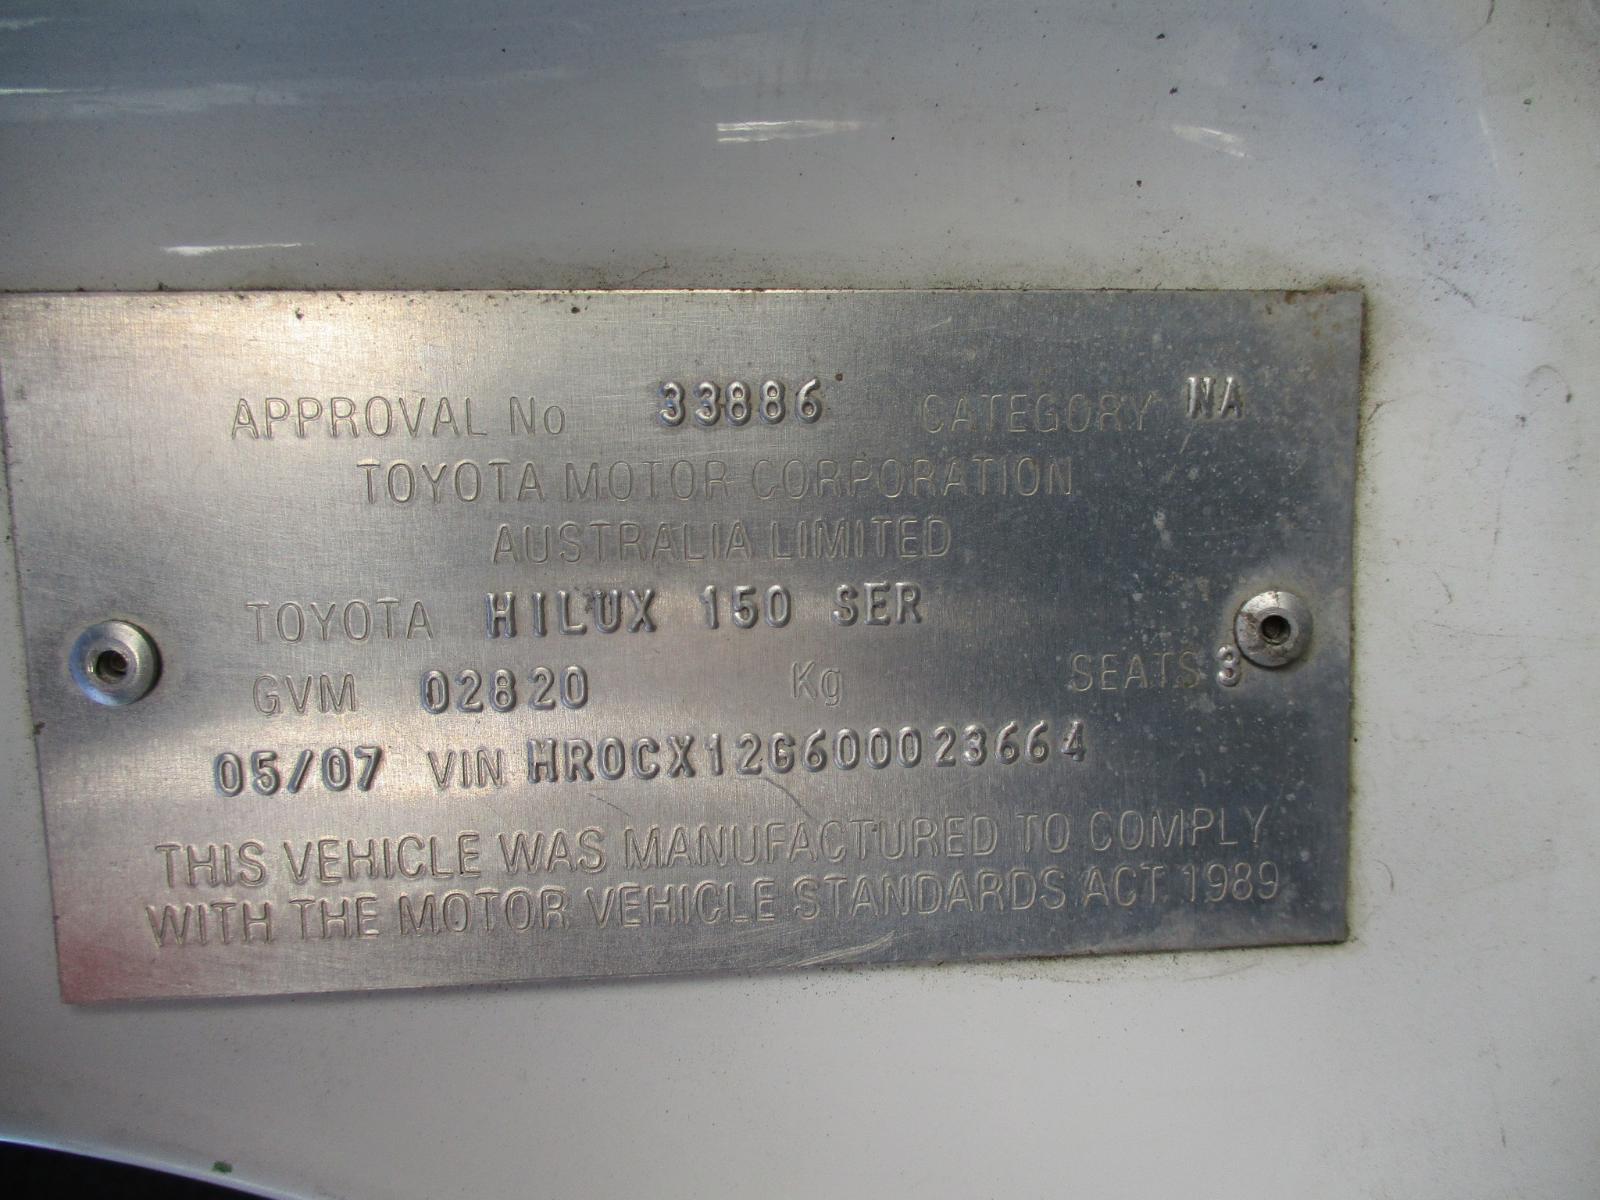 APPROVAL No 33886 CATEGORY NA
TOYOTA MOTOR CORPORATION
AUSTRALIA LIMITED
TOYOTA HILUX 150 SER
GVM 02820 Kg SEATS 3
05/07 VIN MR0CX12G600023664
THIS VEHICLE WAS MANUFACTURED TO COMPLY
WITH THE MOTOR VEHICLE STANDARDS ACT 1989